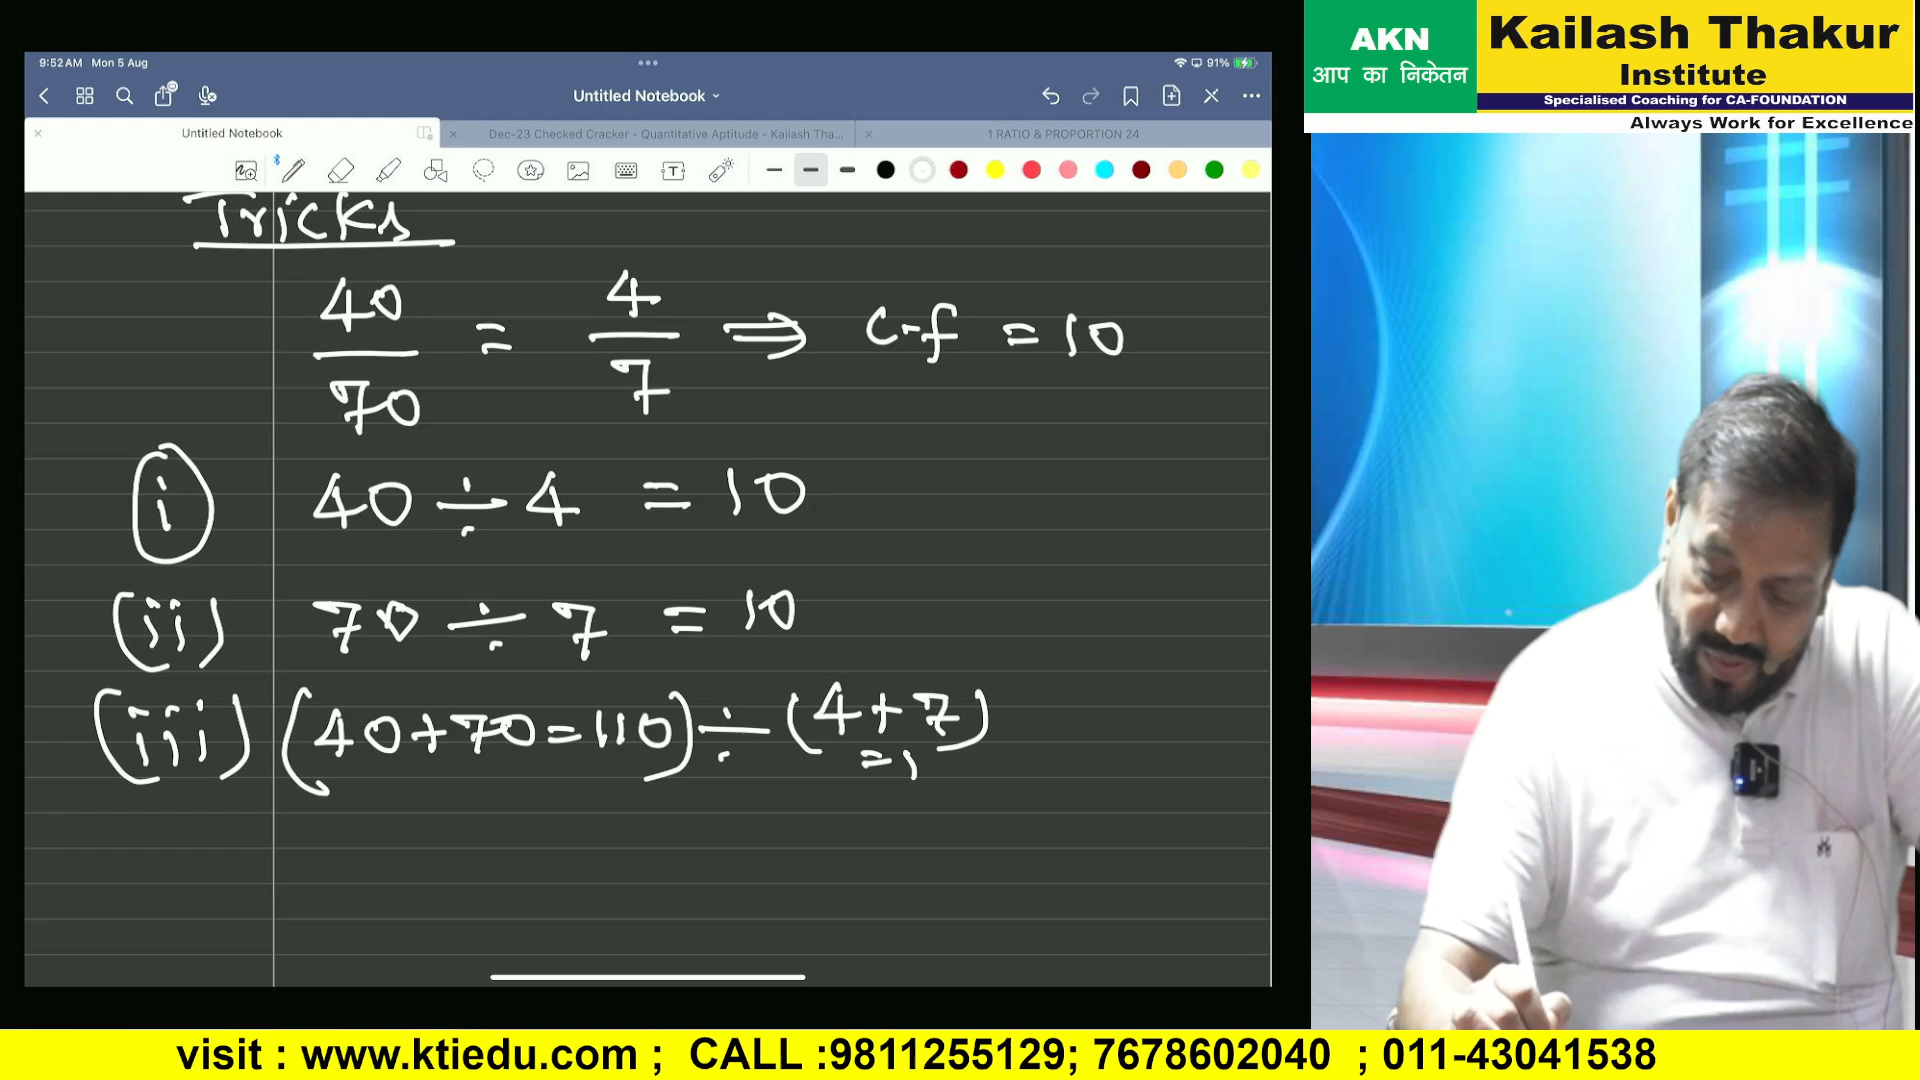 9:52AM Mon 5 Aug
91%
Untitled Notebook
Untitled Notebook
Dec-23 Checked Cracker - Quantitative Aptitude - Kailash Tha...
1 RATIO & PROPORTION 24
Tricks
40/70 = 4/7 ⇒ C-f = 10
(i) 40 ÷ 4 = 10
(ii) 70 ÷ 7 = 10
(iii) (40+70=110) ÷ (4+7)
=1
AKN
आप का निकेतन
Kailash Thakur
Institute
Specialised Coaching for CA-FOUNDATION
Always Work for Excellence
visit : www.ktiedu.com ; CALL :9811255129; 7678602040 ; 011-43041538